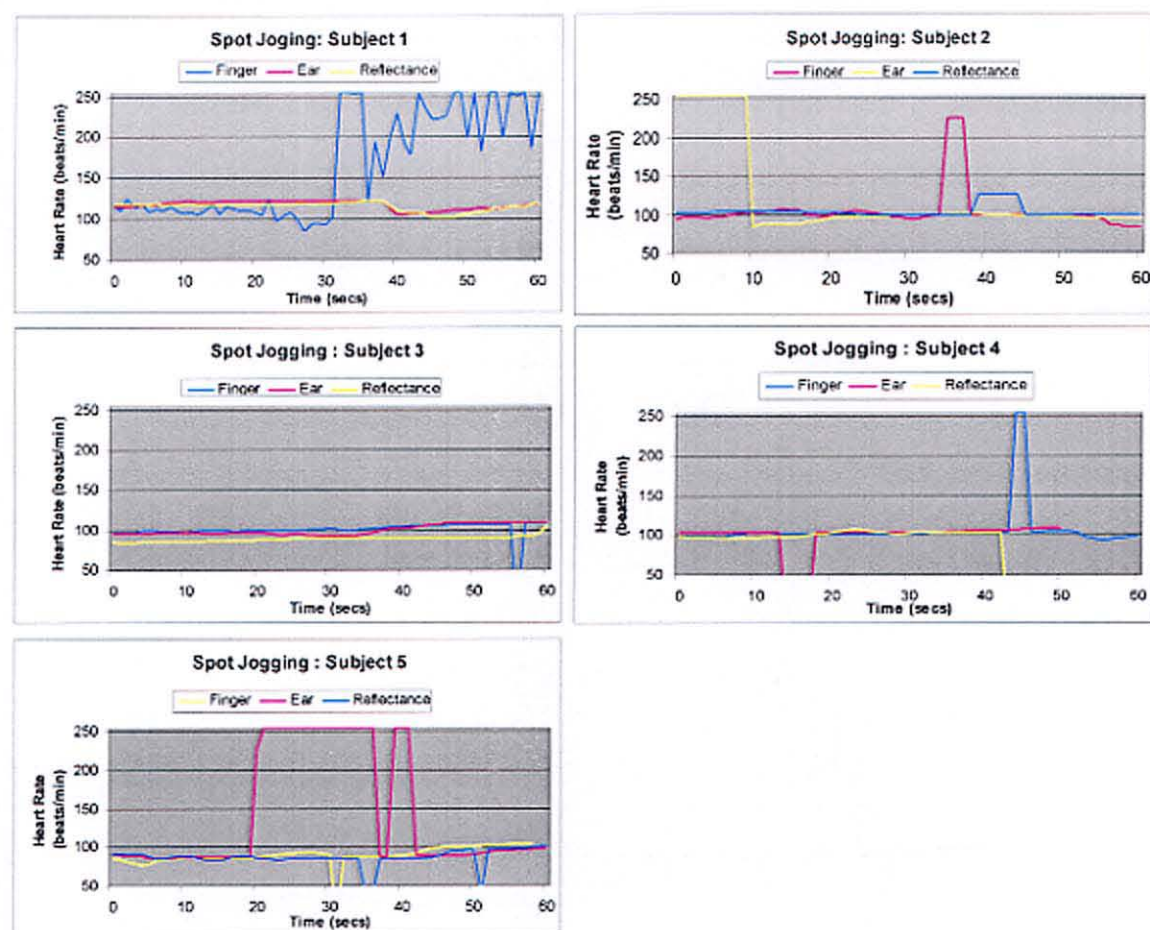 Spot Joging: Subject 1
Finger Ear Reflectance
Heart Rate (beats/min)
250
200
150
100
50
0 10 20 30 40 50 60
Time (secs)
Spot Jogging: Subject 2
Finger Ear Reflectance
Heart Rate
(beats/min)
250
200
150
100
50
0 10 20 30 40 50 60
Time (secs)
Spot Jogging : Subject 3
Finger Ear Reflectance
Heart Rate (beats/min)
250
200
150
100
50
0 10 20 30 40 50 60
Time (secs)
Spot Jogging : Subject 4
Finger Ear Reflectance
Heart Rate
(beats/min)
250
200
150
100
50
0 10 20 30 40 50 60
Time (secs)
Spot Jogging : Subject 5
Finger Ear Reflectance
Heart Rate
(beats/min)
250
200
150
100
50
0 10 20 30 40 50 60
Time (secs)